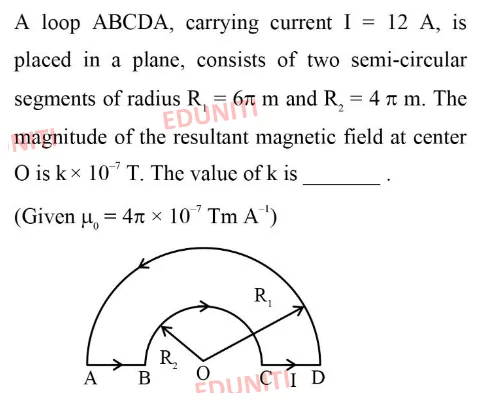 A loop ABCDA, carrying current I = 12 A, is
placed in a plane, consists of two semi-circular
segments of radius R₁ = 6π m and R₂ = 4 π m. The
magnitude of the resultant magnetic field at center
O is k × 10⁻⁷ T. The value of k is ________ .
(Given μ₀ = 4π × 10⁻⁷ Tm A⁻¹)
EDUNITI
UNITI
R₁
R₂
A B O C I D
EDUNITI